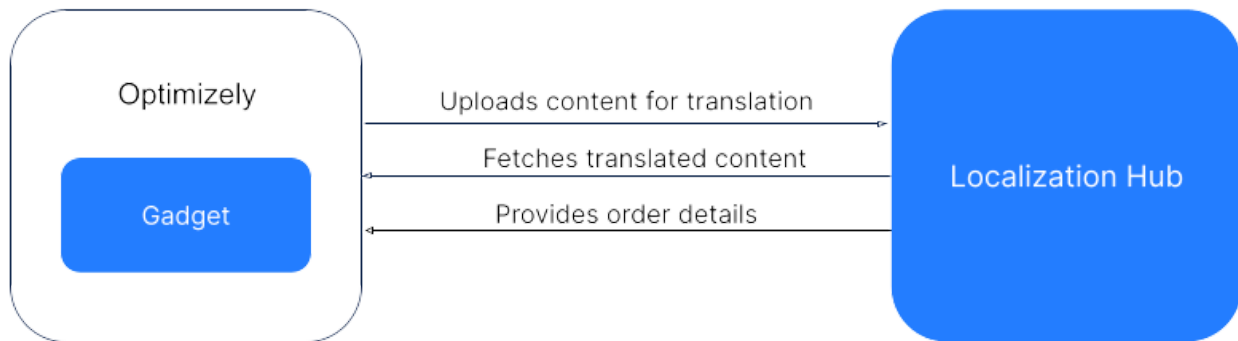 Optimizely
Gadget
Uploads content for translation
Fetches translated content
Provides order details
Localization Hub